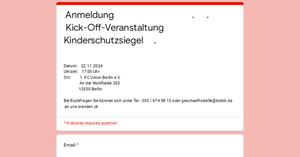 Anmeldung
Kick-Off-Veranstaltung
Kinderschutzsiegel
Datum: 22.11.2024
Uhrzeit: 17:00 Uhr
Ort: 1. FC Union Berlin e.V.
An der Wuhlheide 263
12555 Berlin
Bei Rückfragen Sie können sich unter Tel.: 030 / 674 98 13 oder geschaeftsstelle@bsbtk.de
an uns wenden.
* Indicates required question
Email *